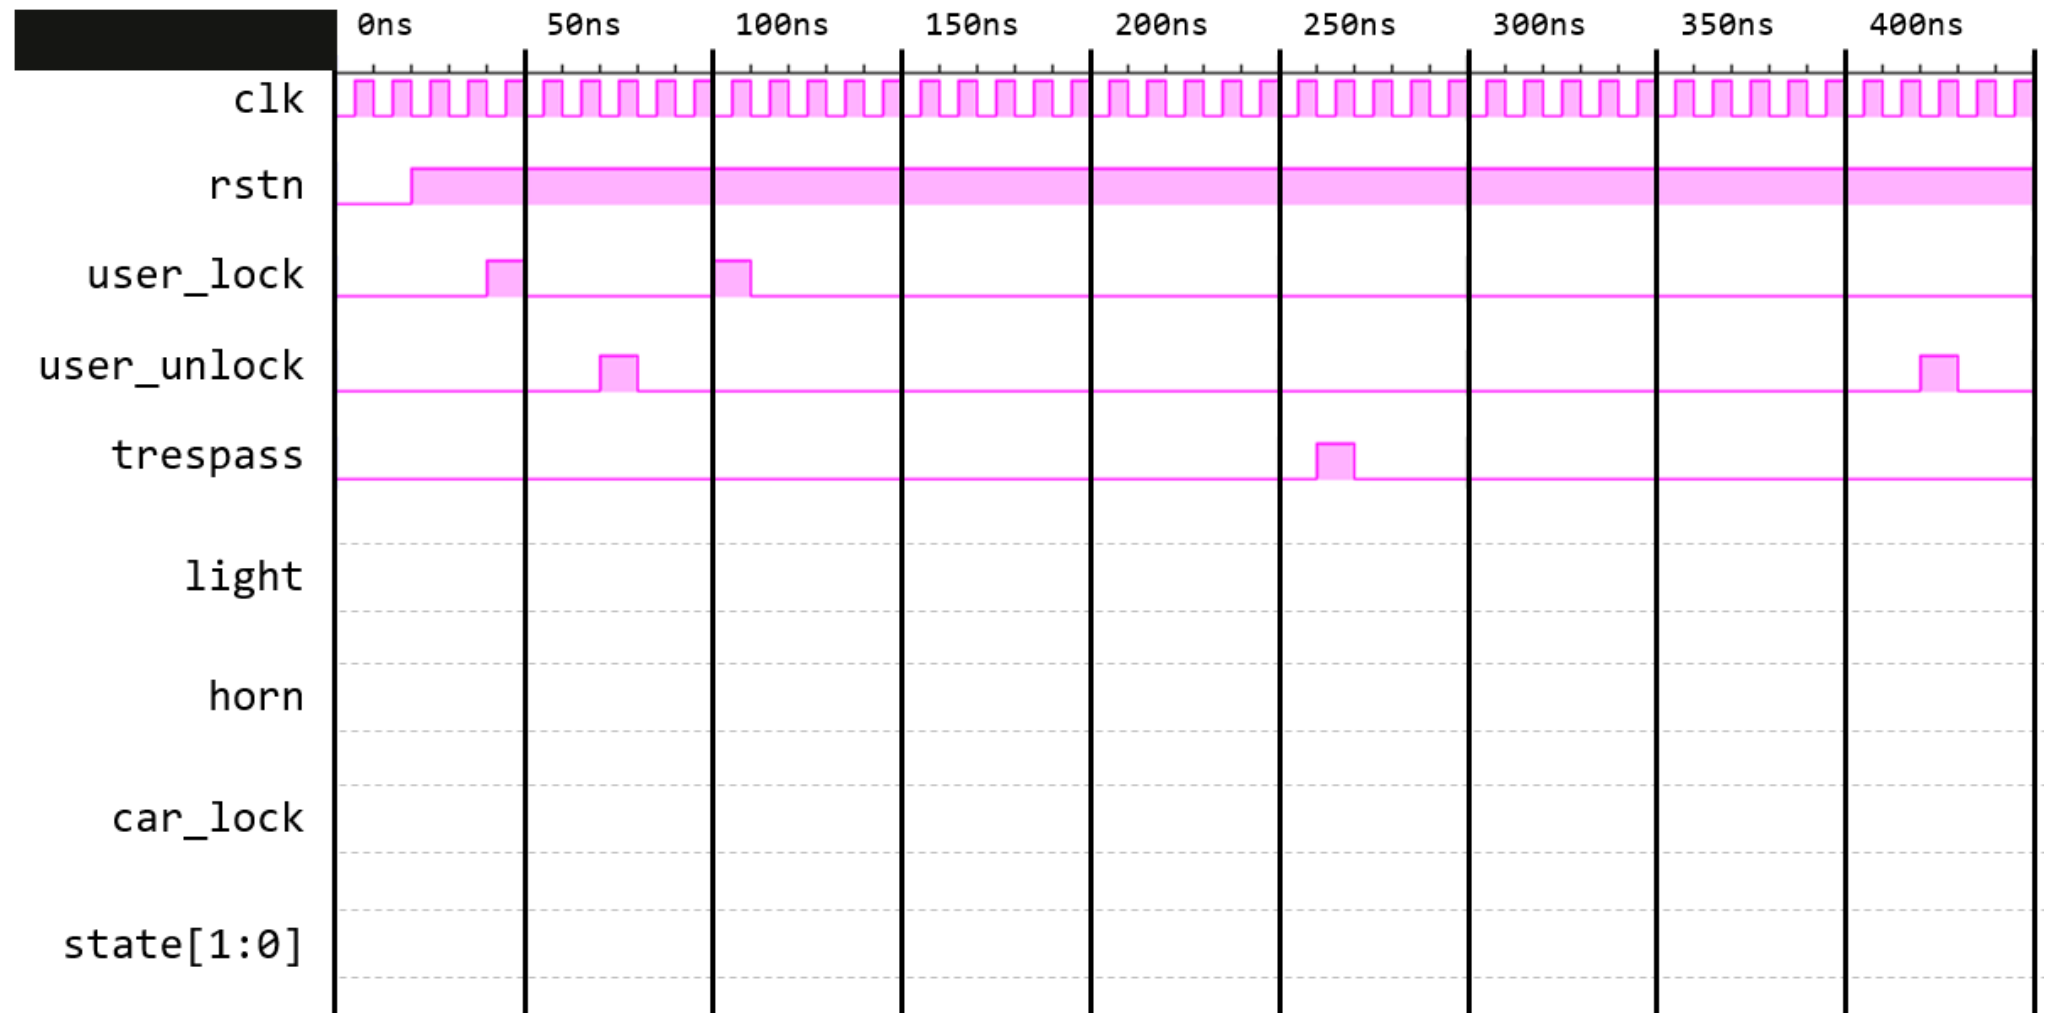 0ns 50ns 100ns 150ns 200ns 250ns 300ns 350ns 400ns
clk
rstn
user_lock
user_unlock
trespass
light
horn
car_lock
state[1:0]